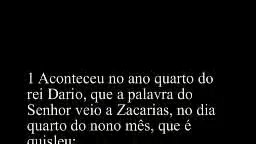 1 Aconteceu no ano quarto do
rei Dario, que a palavra do
Senhor veio a Zacarias, no dia
quarto do nono mês, que é
quisleu: